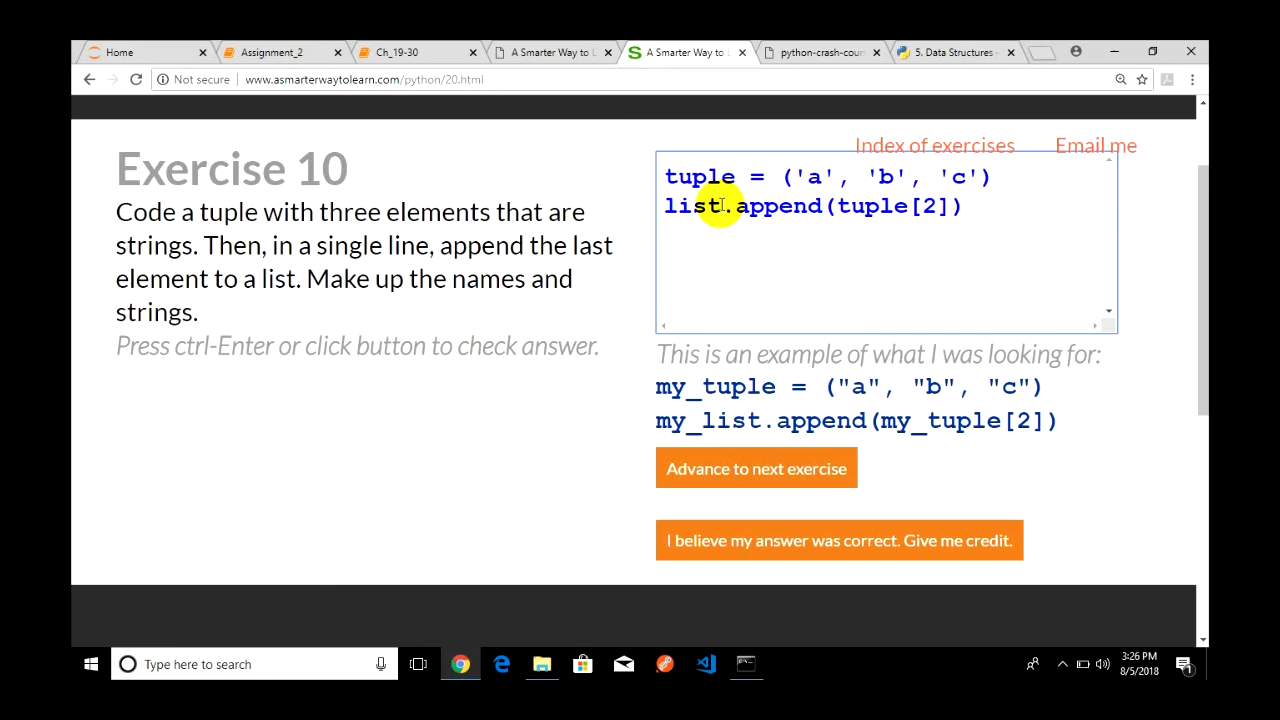 Home
Assignment_2
Ch_19-30
A Smarter Way to L
A Smarter Way to L
python-crash-cour
5. Data Structures -
Not secure
www.asmarterwaytolearn.com/python/20.html
Index of exercises
Email me
Exercise 10
Code a tuple with three elements that are
strings. Then, in a single line, append the last
element to a list. Make up the names and
strings.
Press ctrl-Enter or click button to check answer.
tuple = ('a', 'b', 'c')
list.append(tuple[2])
This is an example of what I was looking for:
my_tuple = ("a", "b", "c")
my_list.append(my_tuple[2])
Advance to next exercise
I believe my answer was correct. Give me credit.
Type here to search
3:26 PM
8/5/2018
1